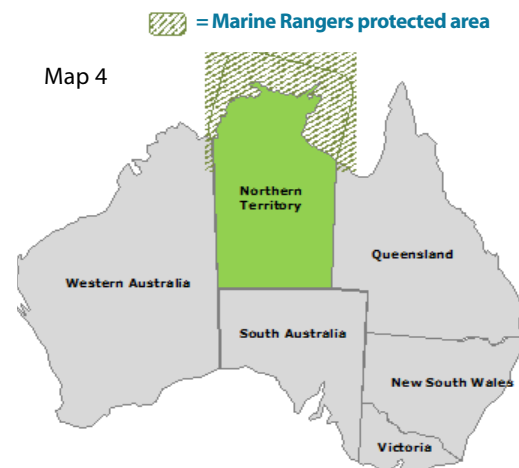 = Marine Rangers protected area
Map 4
Northern
Territory
Queensland
Western Australia
South Australia
New South Wales
Victoria